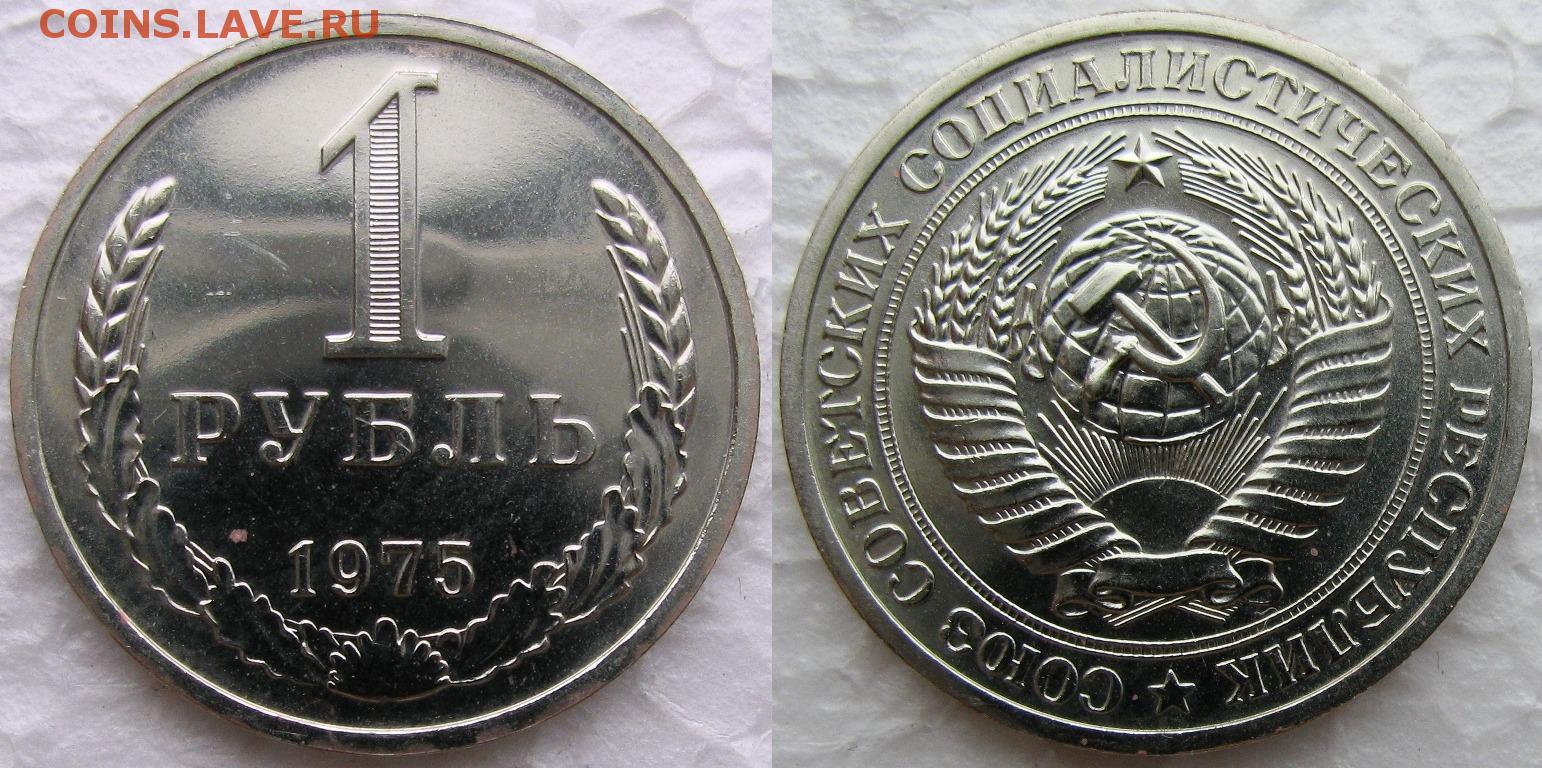 COINS.LAVE.RU
1
РУБЛЬ
1975
СОЮЗ СОВЕТСКИХ СОЦИАЛИСТИЧЕСКИХ РЕСПУБЛИК